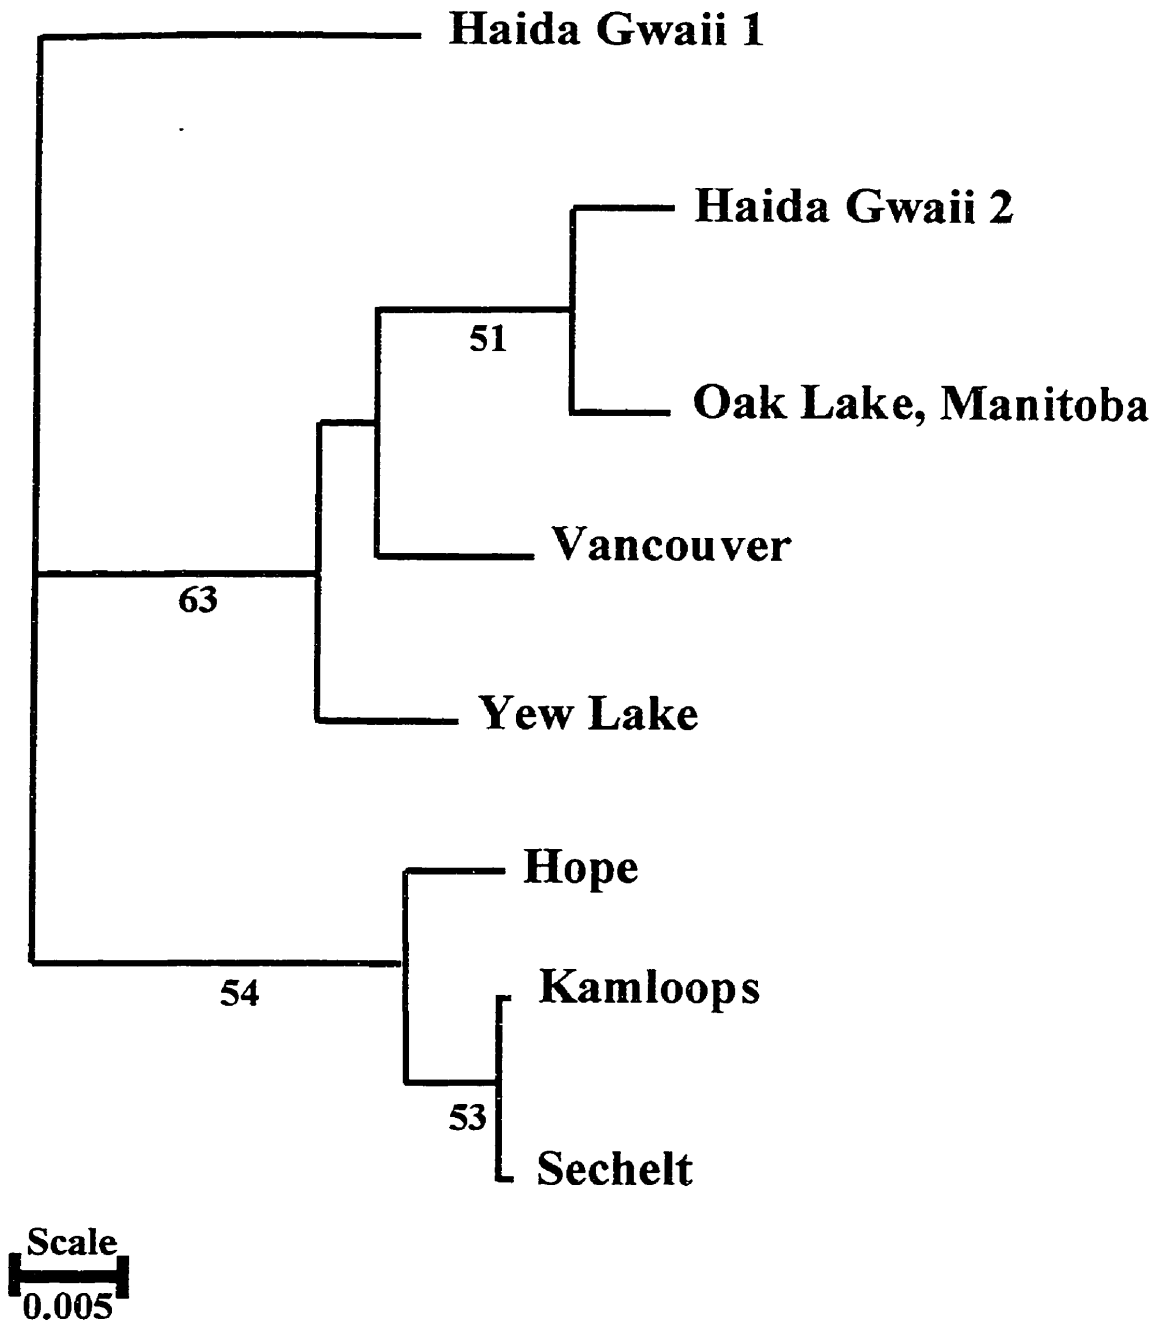 Haida Gwaii 1
Haida Gwaii 2
51
Oak Lake, Manitoba
Vancouver
63
Yew Lake
Hope
54
Kamloops
53
Sechelt
Scale
0.005